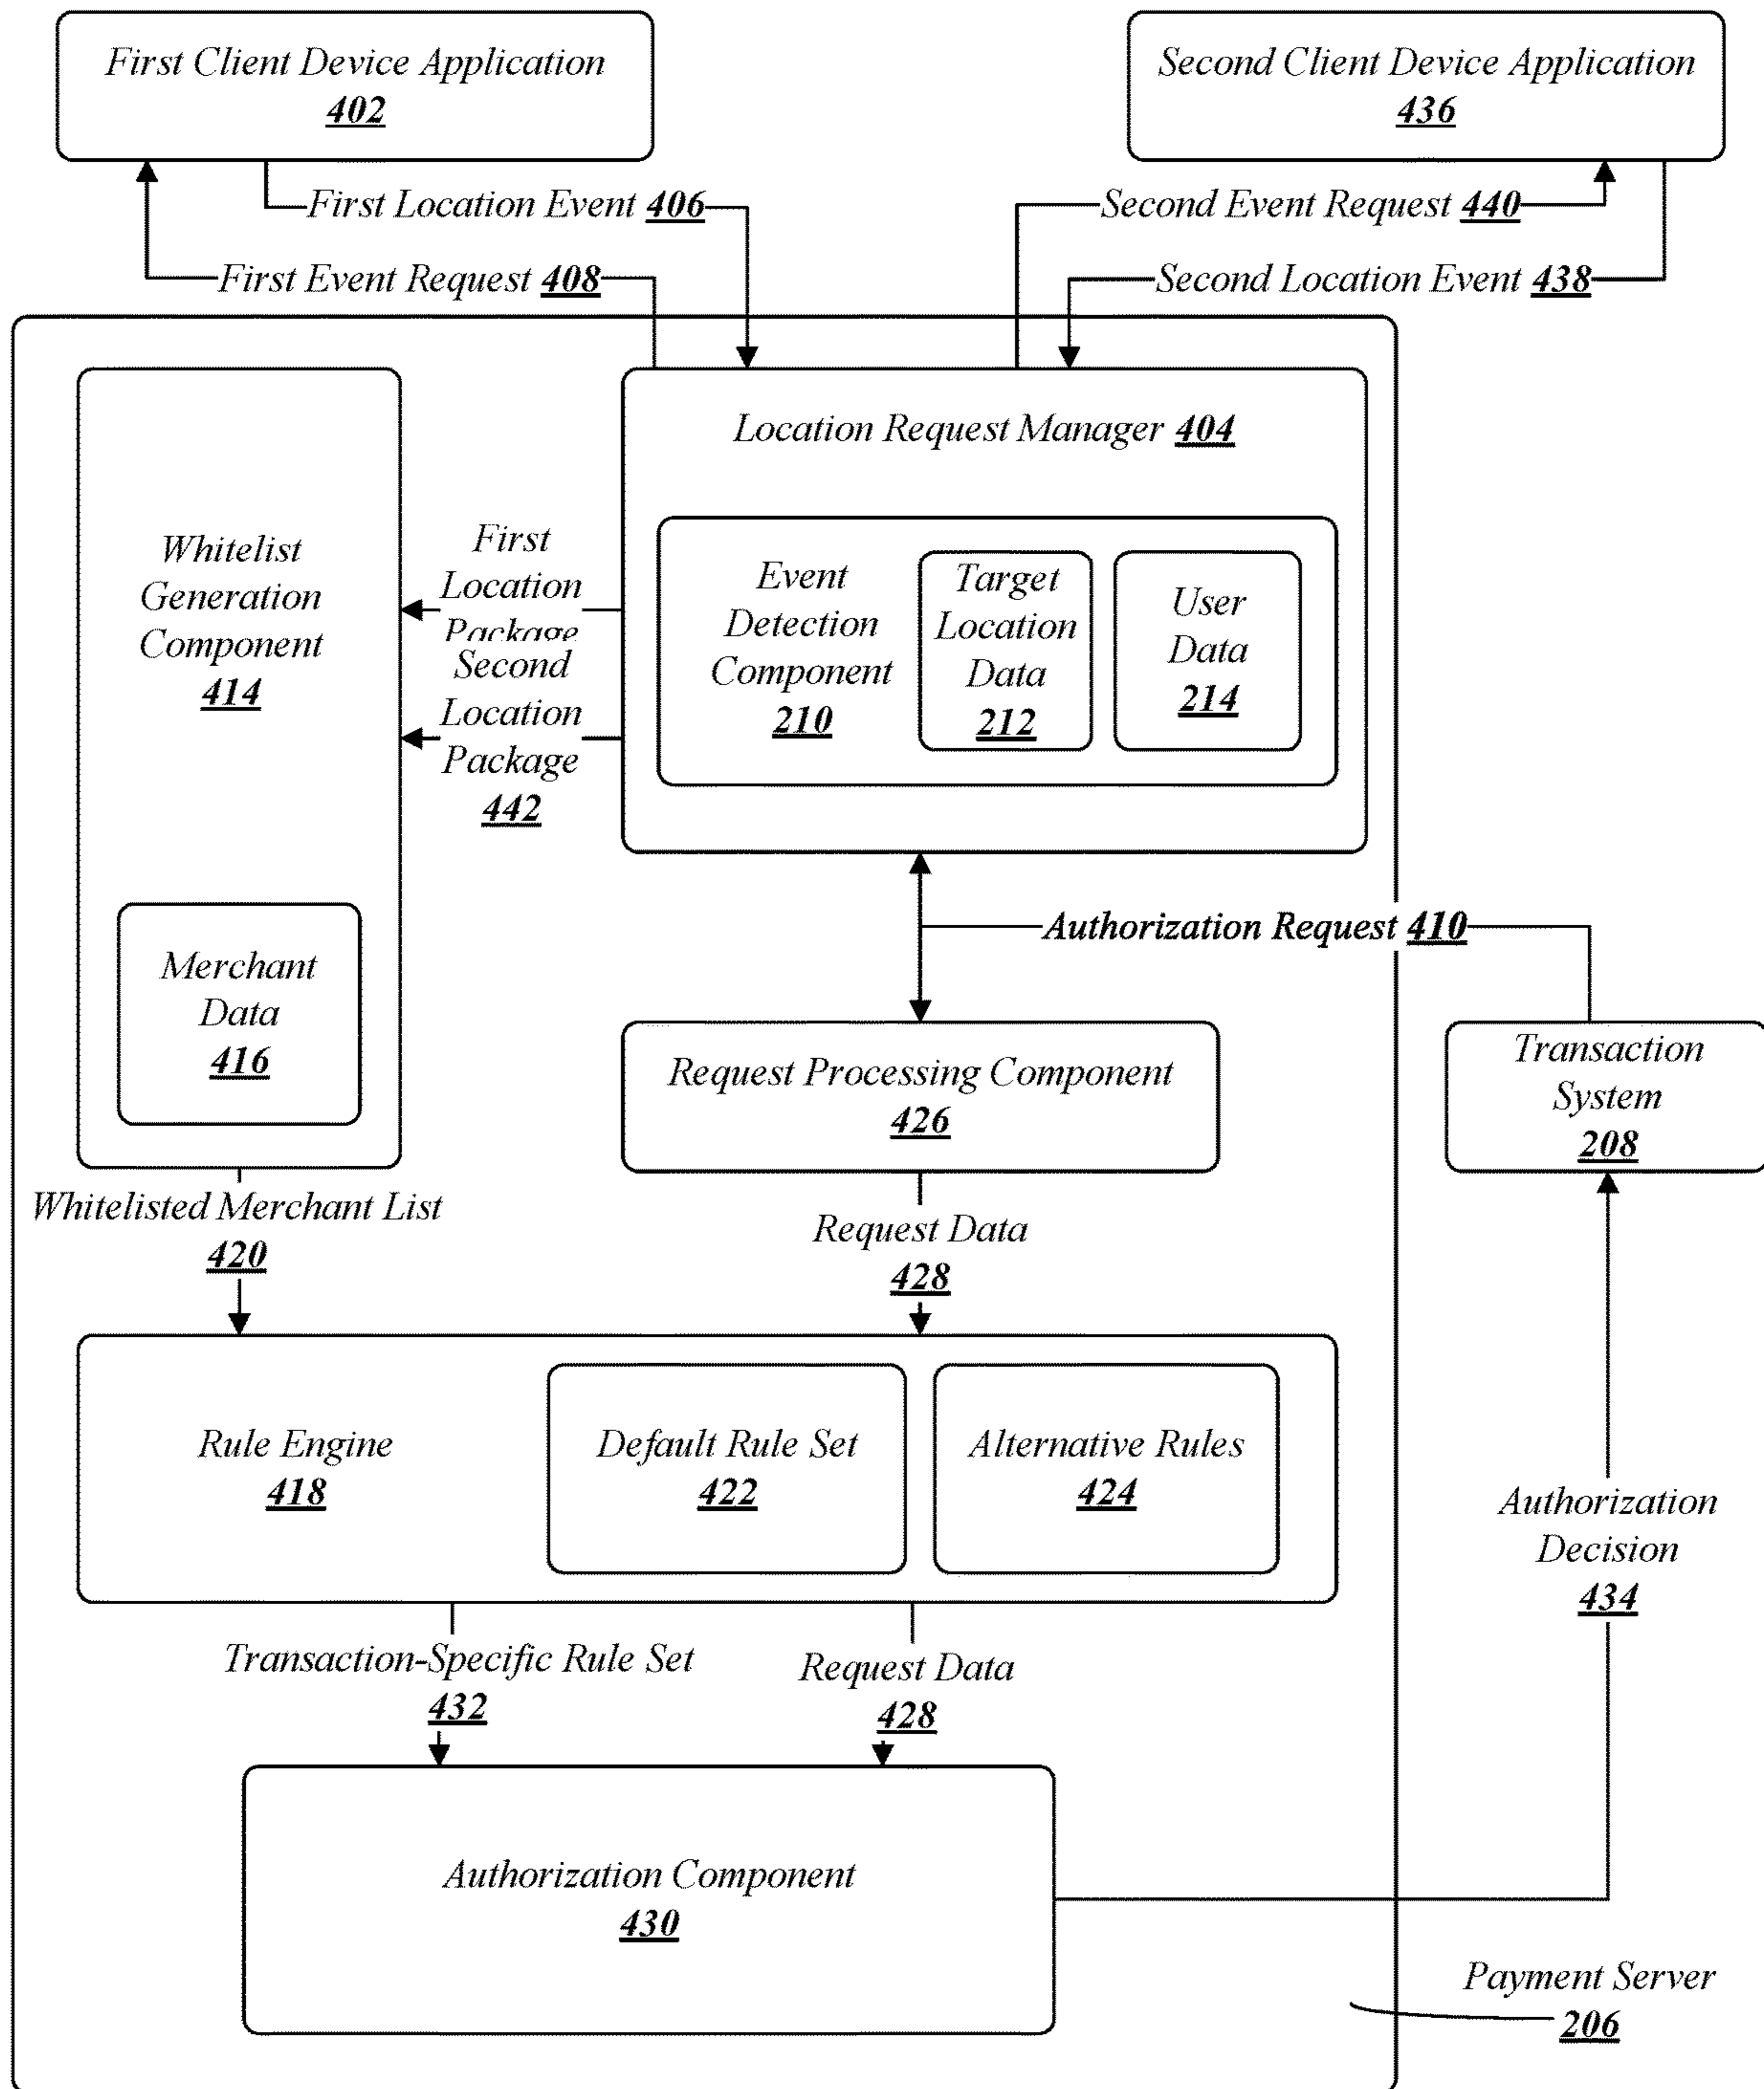 First Client Device Application
402
Second Client Device Application
436
First Location Event 406
Second Event Request 440
First Event Request 408
Second Location Event 438
Location Request Manager 404
Whitelist
Generation
Component
414
First
Location
Package
Second
Location
Package
442
Event
Detection
Component
210
Target
Location
Data
212
User
Data
214
Merchant
Data
416
Authorization Request 410
Request Processing Component
426
Transaction
System
208
Whitelisted Merchant List
420
Request Data
428
Rule Engine
418
Default Rule Set
422
Alternative Rules
424
Authorization
Decision
434
Transaction-Specific Rule Set
432
Request Data
428
Authorization Component
430
Payment Server
206